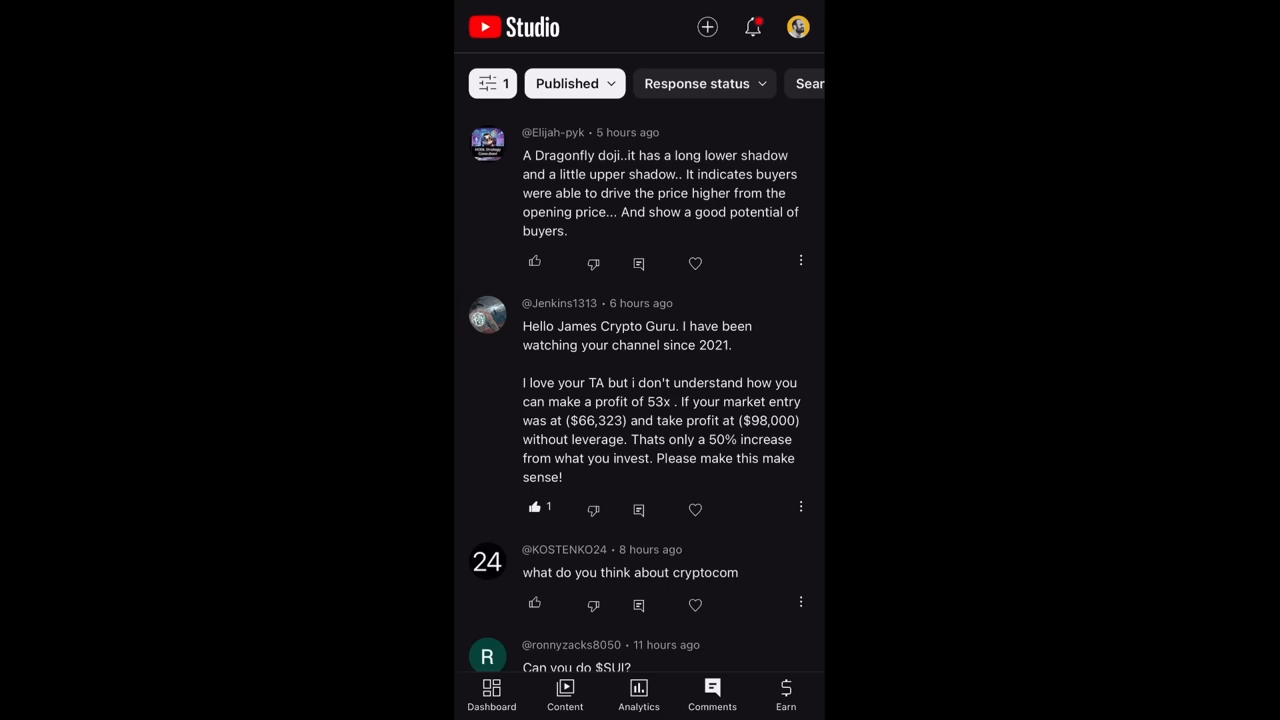 Studio
1
Published
Response status
Sear
@Elijah-pyk • 5 hours ago
A Dragonfly doji..it has a long lower shadow
and a little upper shadow.. It indicates buyers
were able to drive the price higher from the
opening price... And show a good potential of
buyers.
@Jenkins1313 • 6 hours ago
Hello James Crypto Guru. I have been
watching your channel since 2021.
I love your TA but i don't understand how you
can make a profit of 53x . If your market entry
was at ($66,323) and take profit at ($98,000)
without leverage. Thats only a 50% increase
from what you invest. Please make this make
sense!
1
24
@KOSTENKO24 • 8 hours ago
what do you think about cryptocom
R
@ronnyzacks8050 • 11 hours ago
Can you do $SUI?
Dashboard
Content
Analytics
Comments
Earn